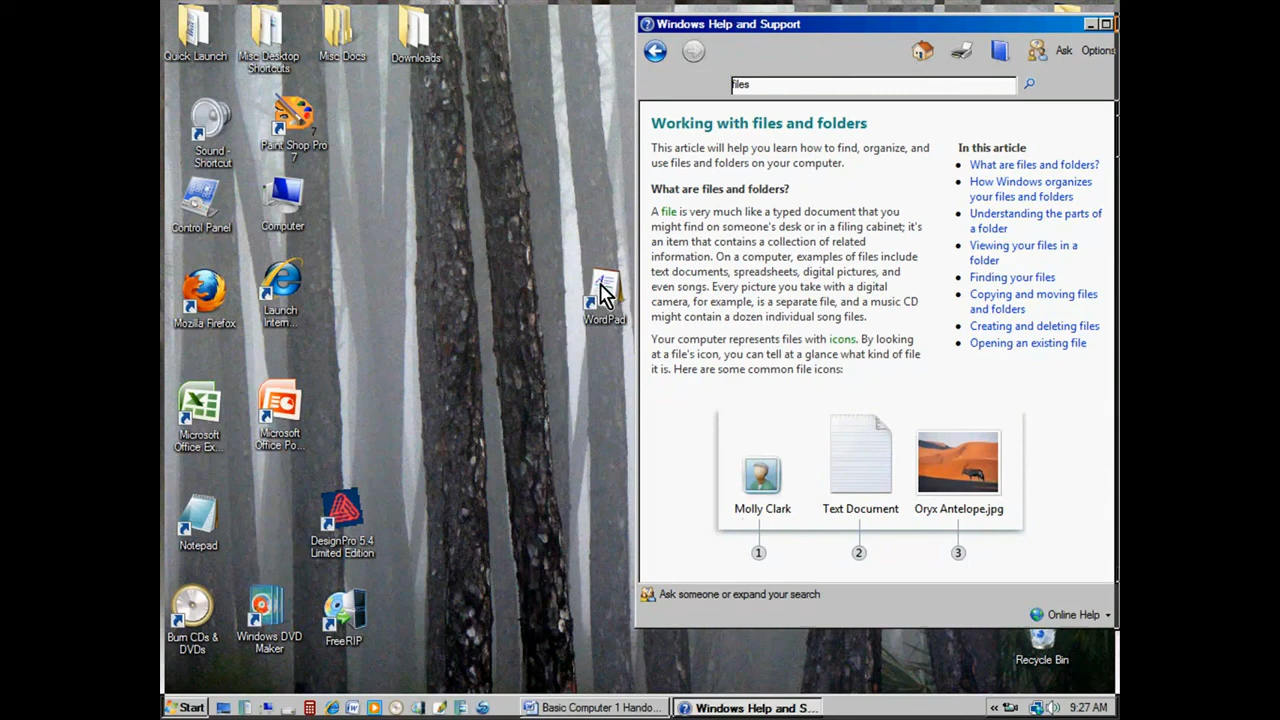 Quick Launch
Misc Desktop
Shortcuts
Misc Docs
Downloads
Sound -
Shortcut
Paint Shop Pro
7
Control Panel
Computer
Mozilla Firefox
Launch
Intern...
WordPad
Microsoft
Office Ex...
Microsoft
Office Po...
Notepad
DesignPro 5.4
Limited Edition
Burn CDs &
DVDs
Windows DVD
Maker
FreeRIP
Windows Help and Support
Ask
Options
files
Working with files and folders
This article will help you learn how to find, organize, and
use files and folders on your computer.
What are files and folders?
A file is very much like a typed document that you
might find on someone's desk or in a filing cabinet; it's
an item that contains a collection of related
information. On a computer, examples of files include
text documents, spreadsheets, digital pictures, and
even songs. Every picture you take with a digital
camera, for example, is a separate file, and a music CD
might contain a dozen individual song files.
Your computer represents files with icons. By looking
at a file's icon, you can tell at a glance what kind of file
it is. Here are some common file icons:
In this article
What are files and folders?
How Windows organizes
your files and folders
Understanding the parts of
a folder
Viewing your files in a
folder
Finding your files
Copying and moving files
and folders
Creating and deleting files
Opening an existing file
Molly Clark
Text Document
Oryx Antelope.jpg
1
2
3
Ask someone or expand your search
Online Help
Recycle Bin
Start
Basic Computer 1 Hando...
Windows Help and S...
9:27 AM